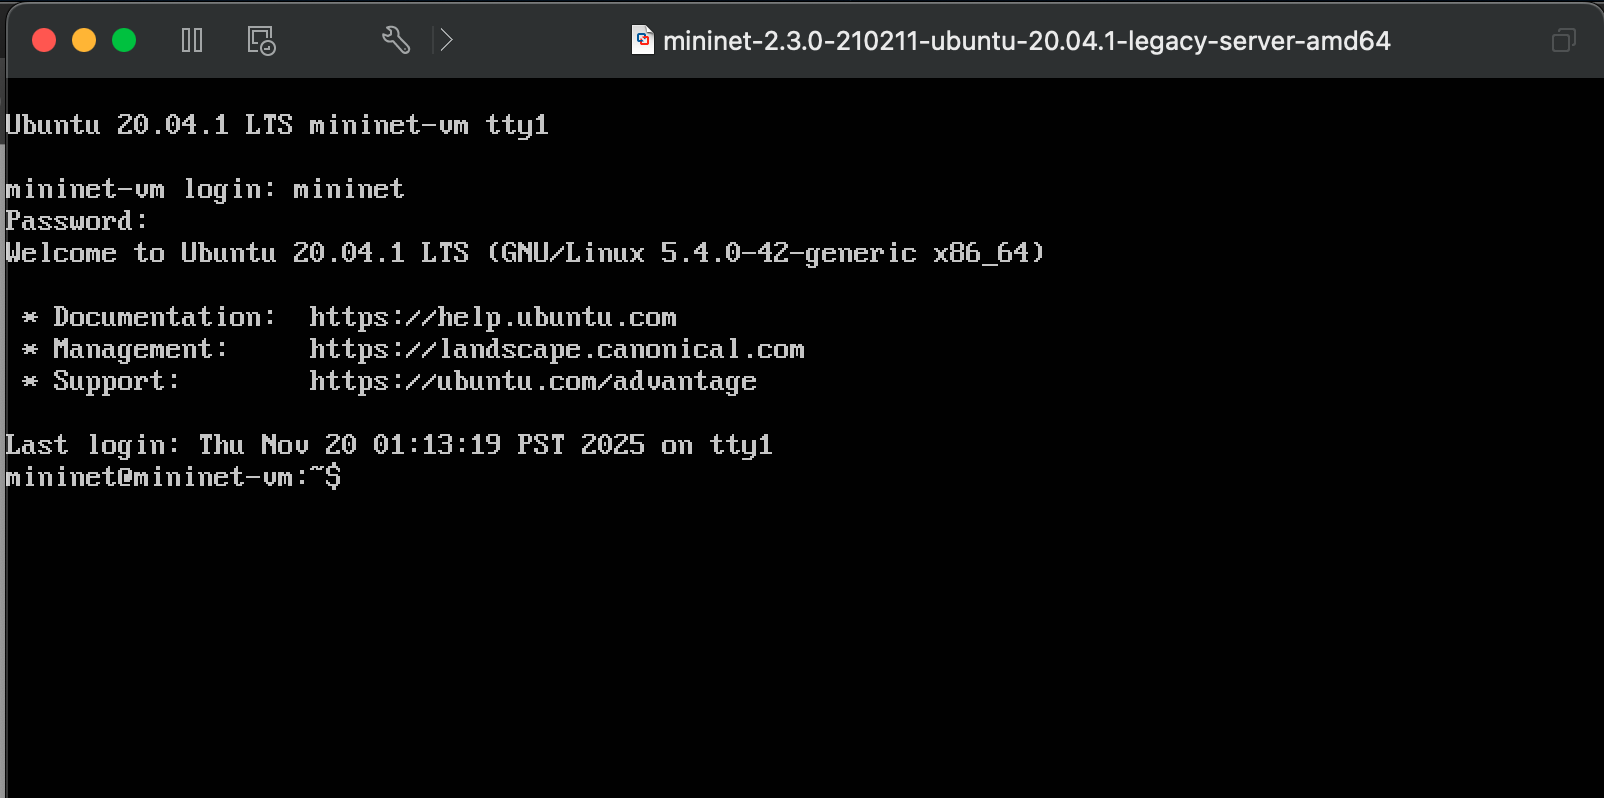 mininet-2.3.0-210211-ubuntu-20.04.1-legacy-server-amd64
Ubuntu 20.04.1 LTS mininet-vm tty1
mininet-vm login: mininet
Password:
Welcome to Ubuntu 20.04.1 LTS (GNU/Linux 5.4.0-42-generic x86_64)
* Documentation:  https://help.ubuntu.com
* Management:     https://landscape.canonical.com
* Support:        https://ubuntu.com/advantage
Last login: Thu Nov 20 01:13:19 PST 2025 on tty1
mininet@mininet-vm:~$